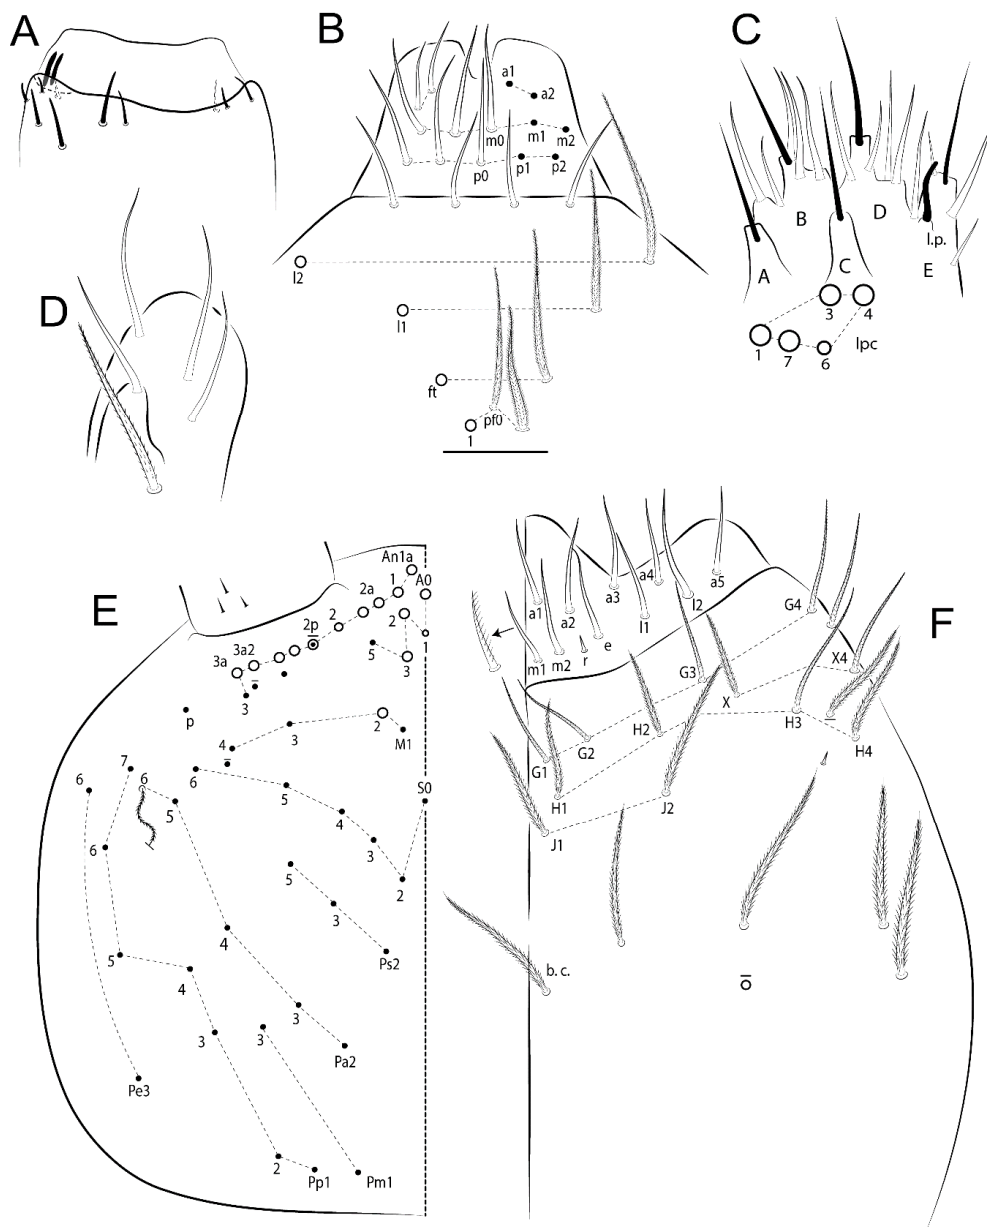 A
B
a1
a2
m0
m1
m2
p0
p1
p2
l2
l1
ft
pf0
1
C
A
B
C
D
E
l.p.
3
4
1
7
6
lpc
D
E
An1a
A0
1
2a
2
2
2p
1
3a2
3a
5
3
3
p
2
M1
3
4
6
7
6
6
5
5
S0
4
3
2
5
3
Ps2
6
5
4
4
3
3
3
Pa2
Pe3
2
Pp1
Pm1
F
a1
a2
a3
a4
a5
l1
l2
m1
m2
r
e
G4
G3
X
X4
H2
H3
H4
G2
G1
H1
J2
J1
b.c.